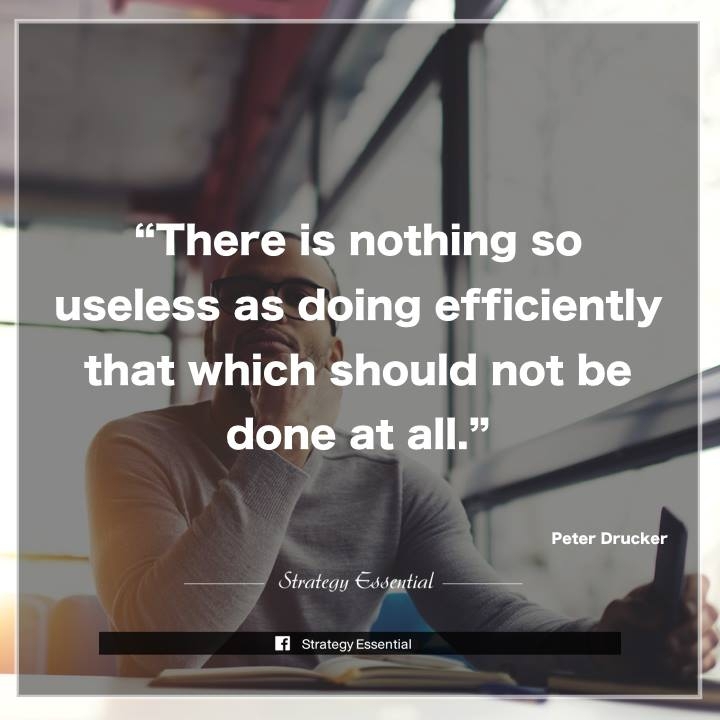 “There is nothing so
useless as doing efficiently
that which should not be
done at all.”
Peter Drucker
Strategy Essential
Strategy Essential